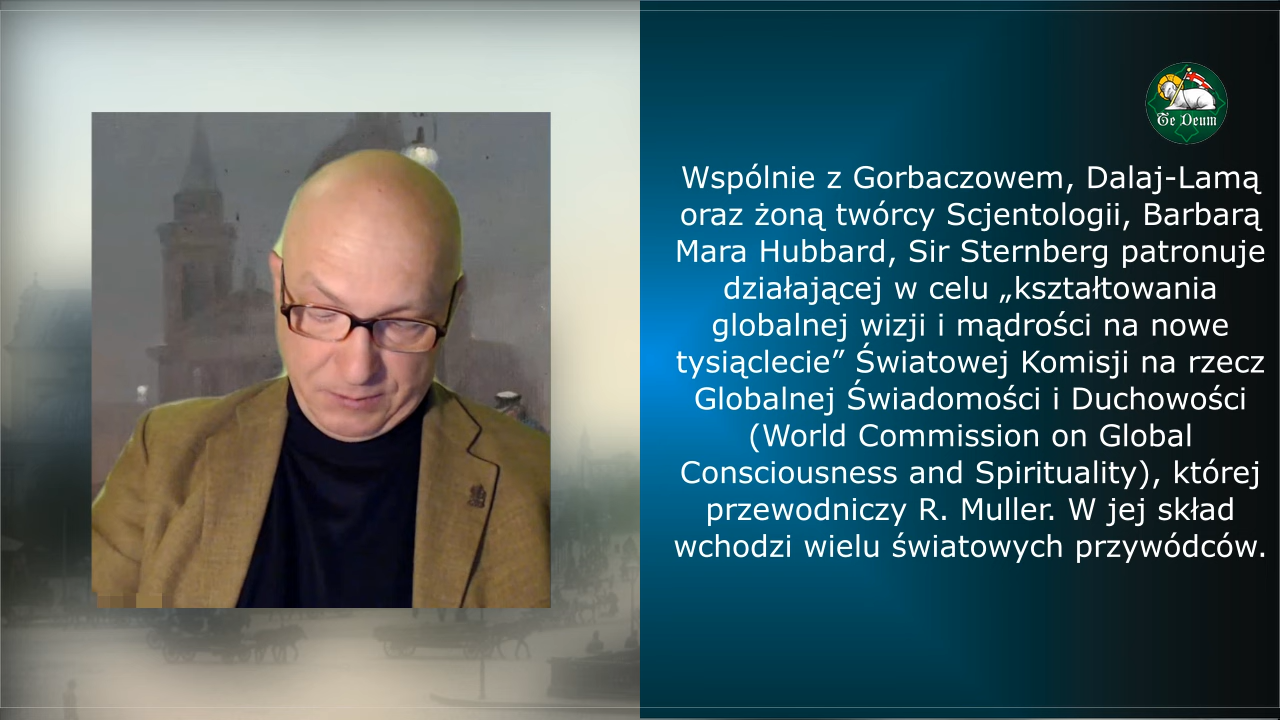 Te Deum
Wspólnie z Gorbaczowem, Dalaj-Lamą
oraz żoną twórcy Scjentologii, Barbarą
Mara Hubbard, Sir Sternberg patronuje
działającej w celu „kształtowania
globalnej wizji i mądrości na nowe
tysiąclecie” Światowej Komisji na rzecz
Globalnej Świadomości i Duchowości
(World Commission on Global
Consciousness and Spirituality), której
przewodniczy R. Muller. W jej skład
wchodzi wielu światowych przywódców.